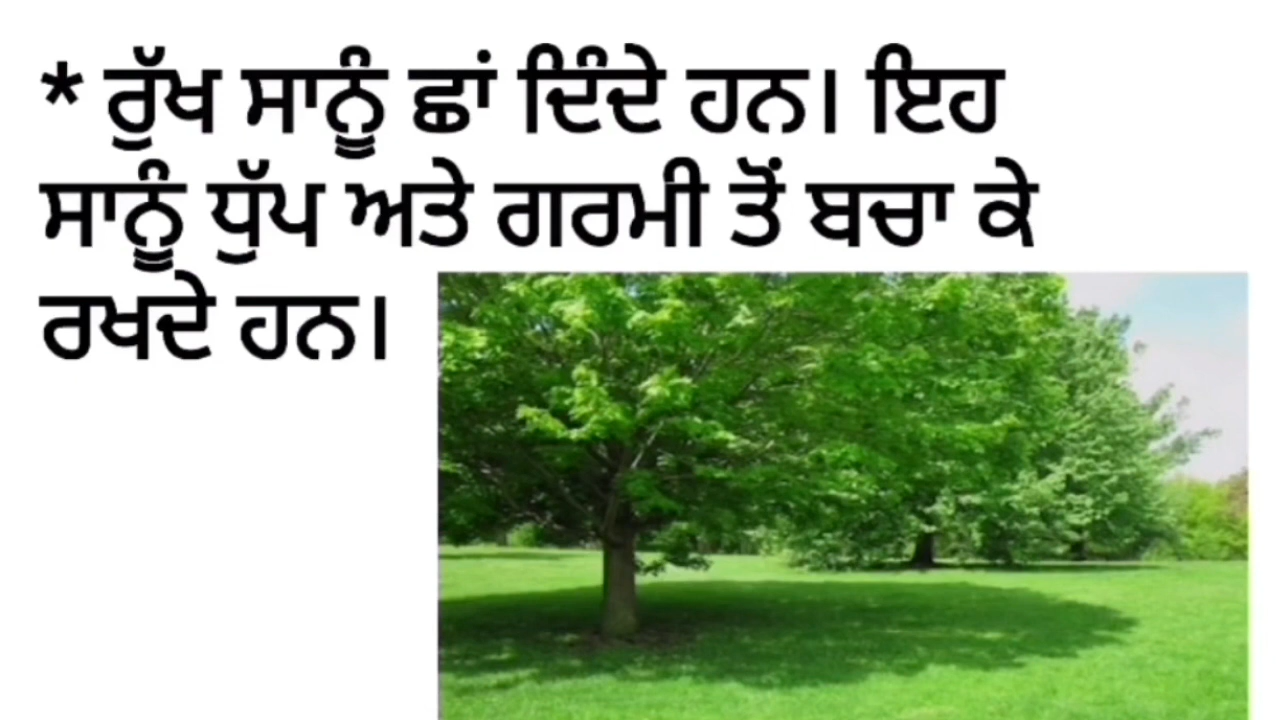 * ਰੁੱਖ ਸਾਨੂੰ ਛਾਂ ਦਿੰਦੇ ਹਨ। ਇਹ
ਸਾਨੂੰ ਧੁੱਪ ਅਤੇ ਗਰਮੀ ਤੋਂ ਬਚਾ ਕੇ
ਰਖਦੇ ਹਨ।